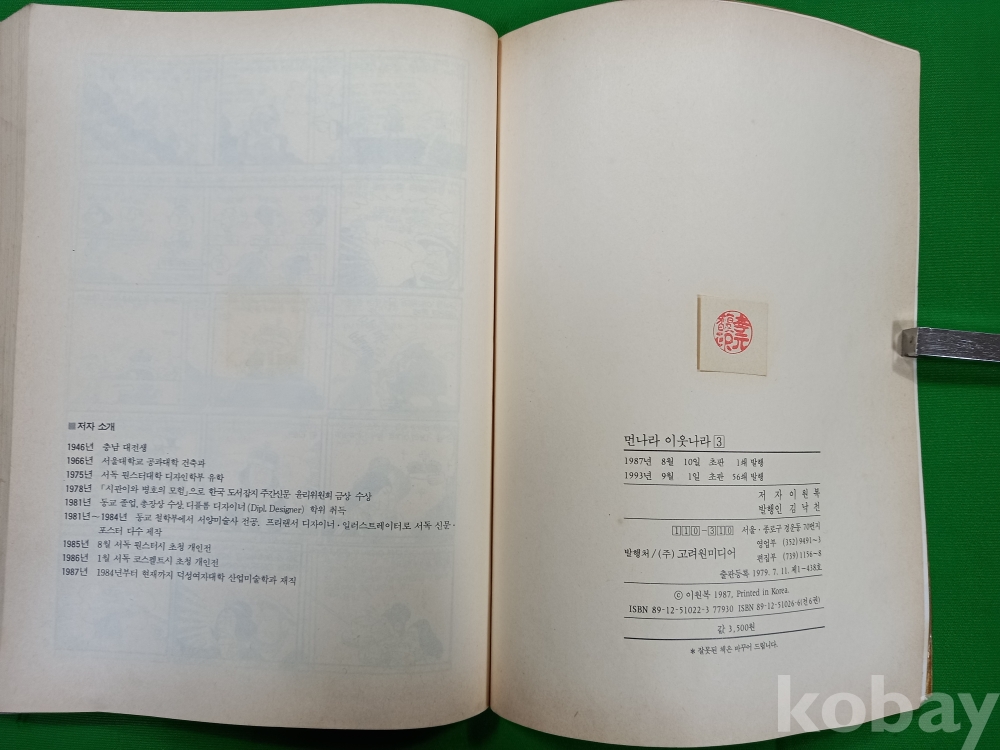 ■저자 소개
1946년 충남 대전생
1966년 서울대학교 공과대학 건축과
1975년 서독 뮌스터대학 디자인학부 유학
1978년 『시관이와 병호의 모험』으로 한국 도서잡지 주간신문 윤리위원회 금상 수상
1981년 동교 졸업, 총장상 수상, 디플롬 디자이너(Dipl. Designer) 학위 취득
1981년~1984년 동교 철학부에서 서양미술사 전공. 프리랜서 디자이너·일러스트레이터로 서독 신문·
포스터 다수 제작
1985년 8월 서독 뮌스터시 초청 개인전
1986년 1월 서독 코스펠트시 초청 개인전
1987년 1984년부터 현재까지 덕성여자대학 산업미술학과 재직
먼나라 이웃나라 3
1987년 8월 10일 초판 1쇄 발행
1993년 9월 1일 초판 56쇄 발행
저 자 이 원 복
발행인 김 낙 천
110-310 서울·종로구 경운동 70번지
영업부 (352)9491~3
발행처/(주)고려원미디어
편집부 (739)1156~8
출판등록 1979. 7. 11. 제1-438호
ⓒ 이원복 1987, Printed in Korea.
ISBN 89-12-51022-3 77930 ISBN 89-12-51026-6(전6권)
값 3,500원
* 잘못된 책은 바꾸어 드립니다.
kobay